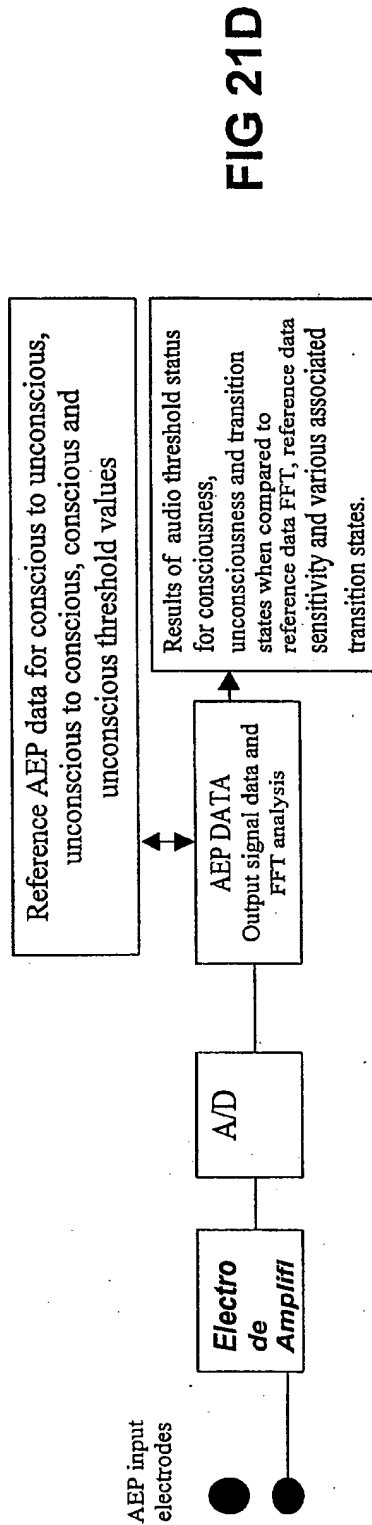 AEP input
electrodes
Electro
de
Amplifi
A/D
AEP DATA
Output signal data and
FFT analysis
Reference AEP data for conscious to unconscious,
unconscious to conscious, conscious and
unconscious threshold values
Results of audio threshold status
for consciousness,
unconsciousness and transition
states when compared to
reference data FFT, reference data
sensitivity and various associated
transition states.
FIG 21D